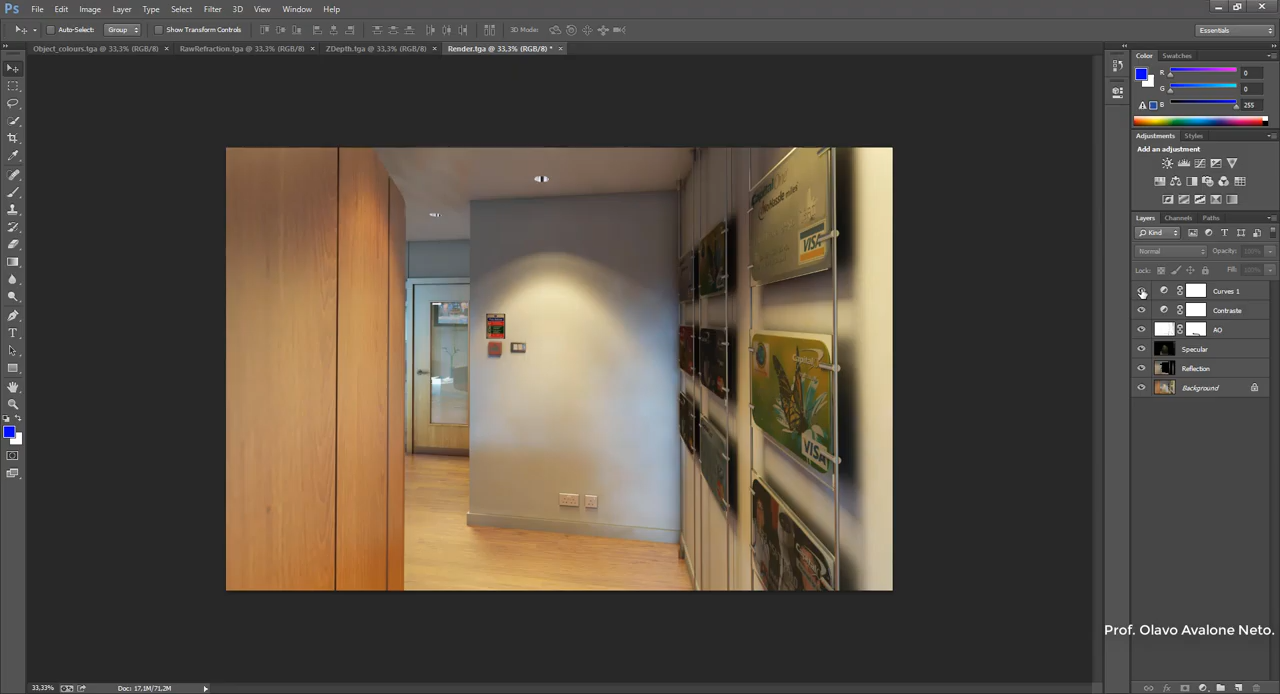 Ps File Edit Image Layer Type Select Filter 3D View Window Help
Auto-Select: Group Show Transform Controls 3D Mode: Essentials
Object_colours.tga @ 33,3% (RGB/8) × RawRefraction.tga @ 33,3% (RGB/8) × ZDepth.tga @ 33,3% (RGB/8) × Render.tga @ 33,3% (RGB/8) * ×
Color Swatches
R 0
G 0
B 255
Adjustments Styles
Add an adjustment
Layers Channels Paths
Kind
Normal Opacity: 100%
Lock: Fill: 100%
Curves 1
Contraste
AO
Specular
Reflection
Background
VISA
Capital
VISA
Prof. Olavo Avalone Neto.
33,33% Doc: 17,1M/71,2M